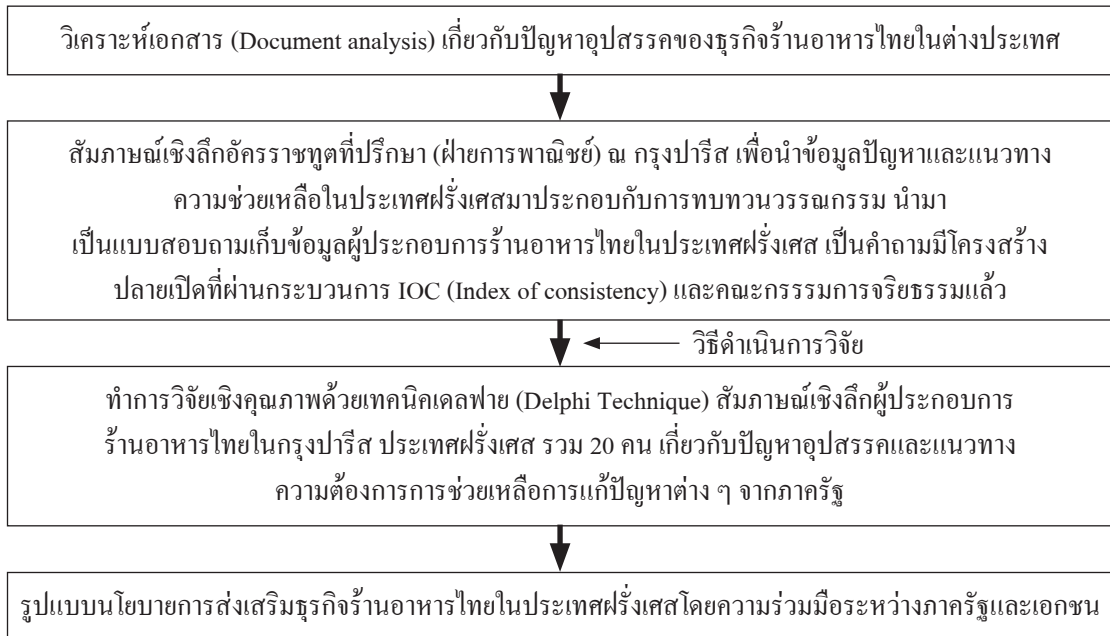 วิเคราะห์เอกสาร (Document analysis) เกี่ยวกับปัญหาอุปสรรคของธุรกิจร้านอาหารไทยในต่างประเทศ
สัมภาษณ์เชิงลึกอัครราชทูตที่ปรึกษา (ฝ่ายการพาณิชย์) ณ กรุงปารีส เพื่อนำข้อมูลปัญหาและแนวทาง
ความช่วยเหลือในประเทศฝรั่งเศสมาประกอบกับการทบทวนวรรณกรรม นำมา
เป็นแบบสอบถามเก็บข้อมูลผู้ประกอบการร้านอาหารไทยในประเทศฝรั่งเศส เป็นคำถามมีโครงสร้าง
ปลายเปิดที่ผ่านกระบวนการ IOC (Index of consistency) และคณะกรรรมการจริยธรรมแล้ว
วิธีดำเนินการวิจัย
ทำการวิจัยเชิงคุณภาพด้วยเทคนิคเดลฟาย (Delphi Technique) สัมภาษณ์เชิงลึกผู้ประกอบการ
ร้านอาหารไทยในกรุงปารีส ประเทศฝรั่งเศส รวม 20 คน เกี่ยวกับปัญหาอุปสรรคและแนวทาง
ความต้องการการช่วยเหลือการแก้ปัญหาต่าง ๆ จากภาครัฐ
รูปแบบนโยบายการส่งเสริมธุรกิจร้านอาหารไทยในประเทศฝรั่งเศสโดยความร่วมมือระหว่างภาครัฐและเอกชน